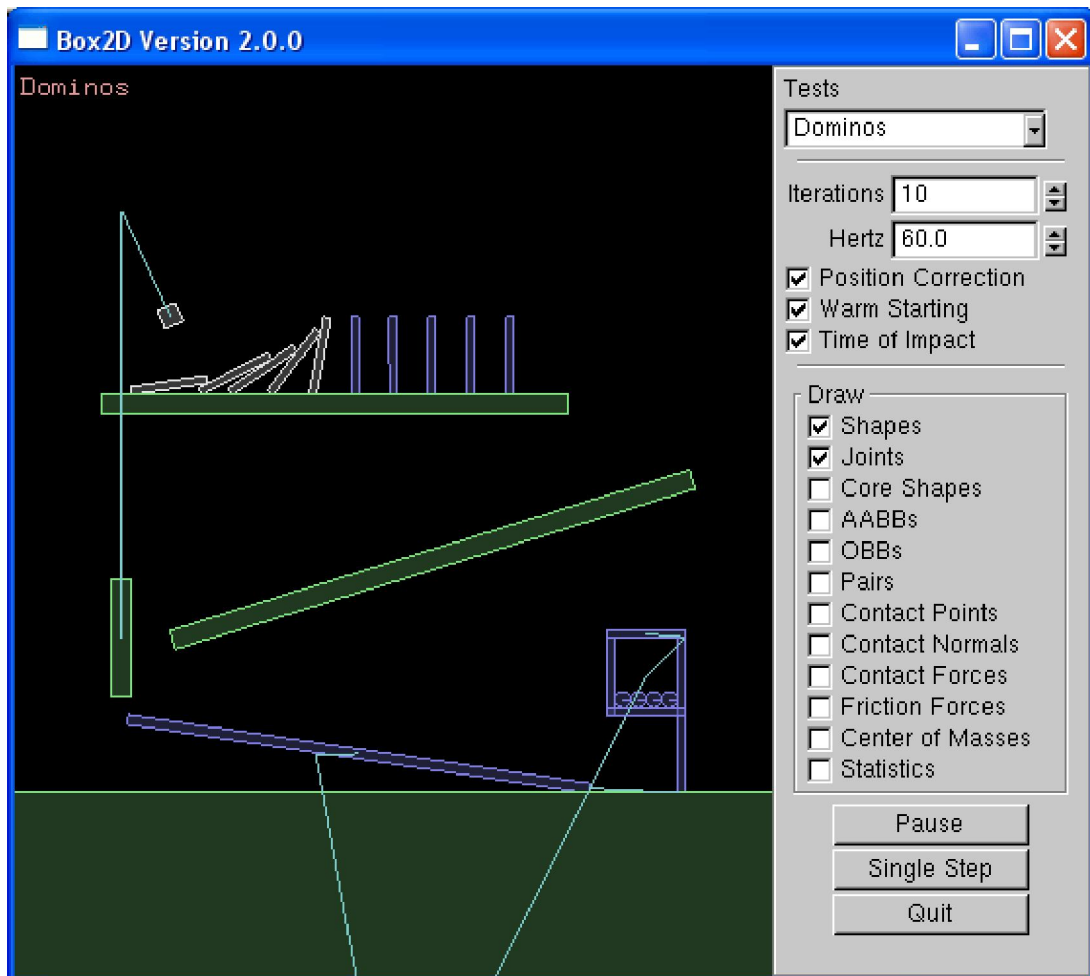 Box2D Version 2.0.0
Dominos
Tests
Dominos
Iterations 10
Hertz 60.0
Position Correction
Warm Starting
Time of Impact
Draw
Shapes
Joints
Core Shapes
AABBs
OBBs
Pairs
Contact Points
Contact Normals
Contact Forces
Friction Forces
Center of Masses
Statistics
Pause
Single Step
Quit